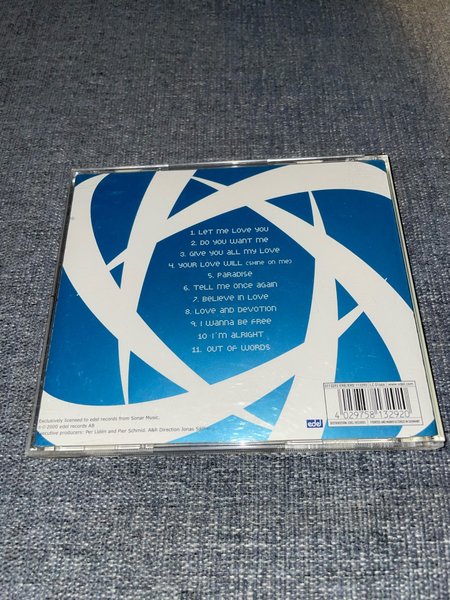 1. LET ME LOVE YOU
2. DO YOU WANT ME
3. GIVE YOU ALL MY LOVE
4. YOUR LOVE WILL (SHINE ON ME)
5. PARADISE
6. TELL ME ONCE AGAIN
7. BELIEVE IN LOVE
8. LOVE AND DEVOTION
9. I WANNA BE FREE
10 I'M ALRIGHT
11. OUT OF WORDS
Exclusively licensed to edel records from Sonar Music.
2000 edel records AB
Executive producers: Per Lidén and Pier Schmid. A&R Direction Jonas
www.edel.com
4 029758 132920
edel